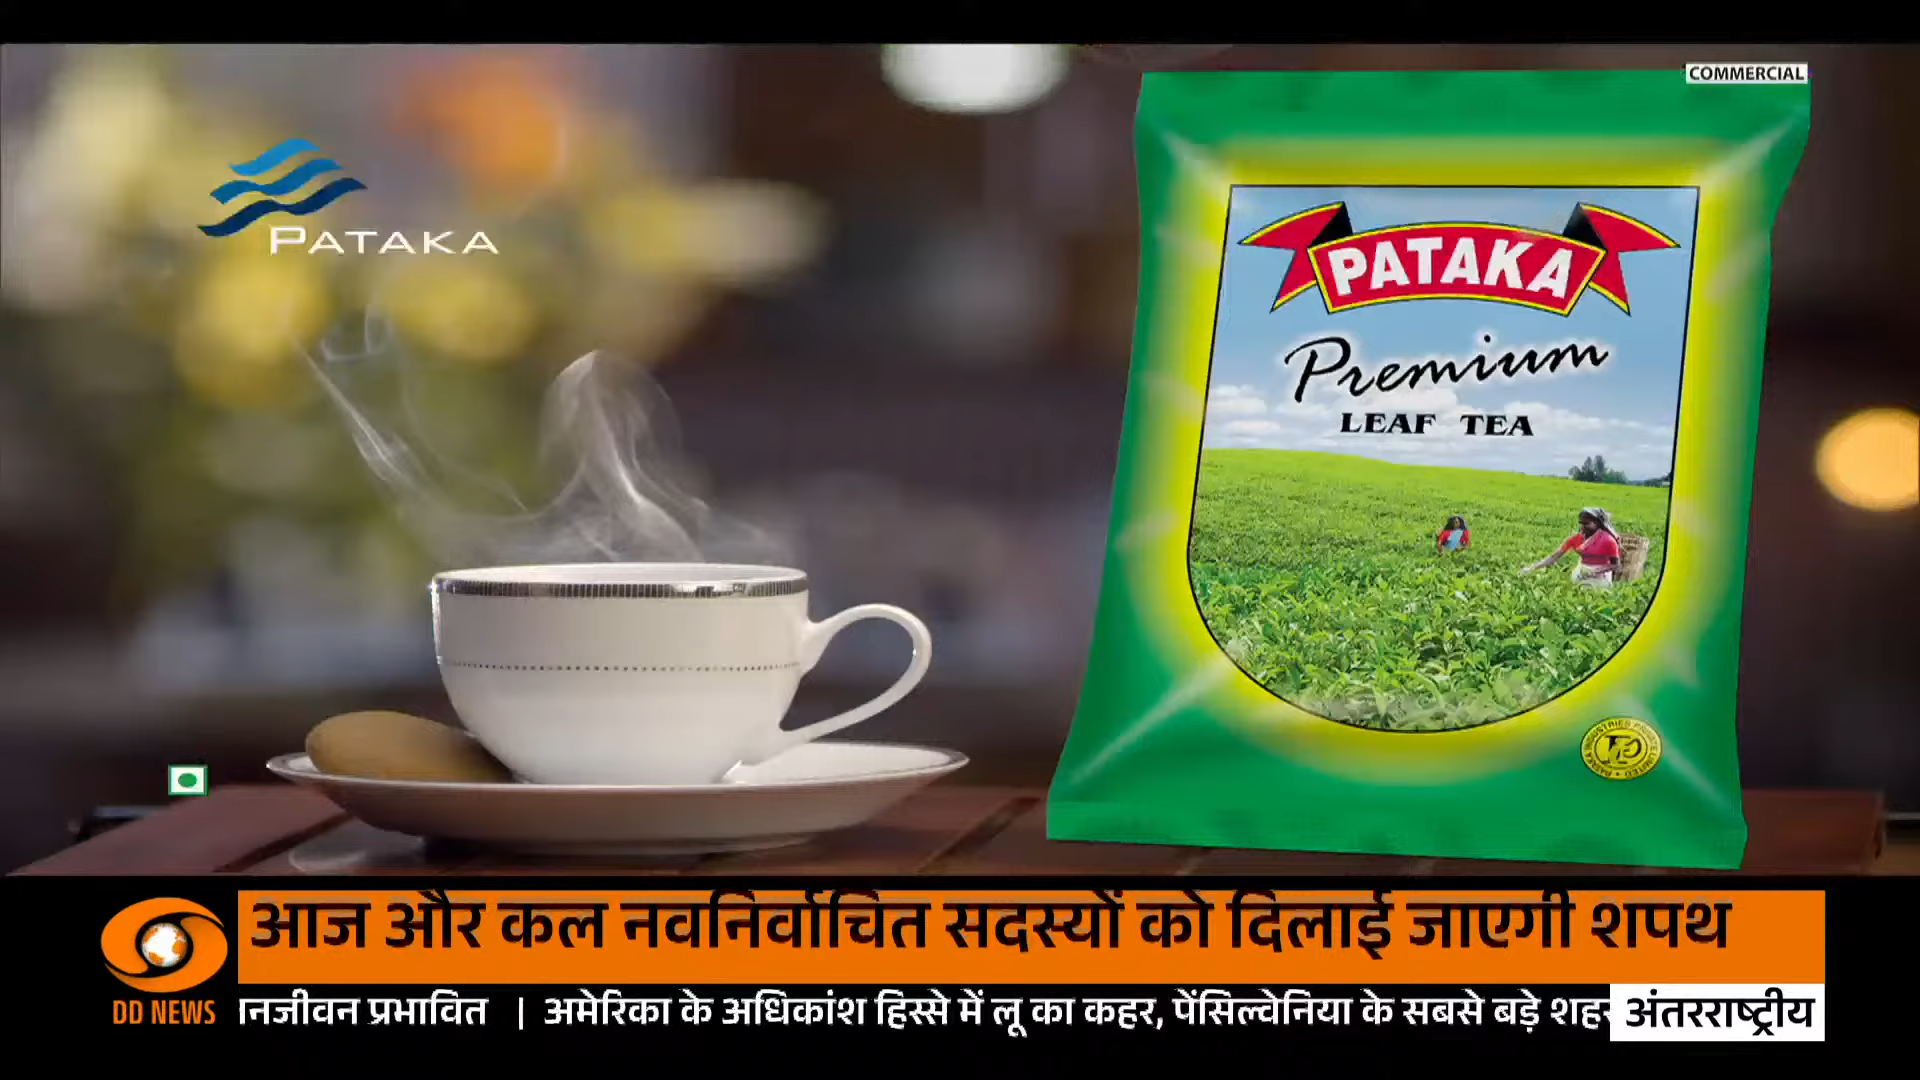 COMMERCIAL
PATAKA
PATAKA
Premium
LEAF TEA
आज और कल नवनिर्वाचित सदस्यों को दिलाई जाएगी शपथ
DD NEWS
नजीवन प्रभावित | अमेरिका के अधिकांश हिस्से में लू का कहर, पेंसिल्वेनिया के सबसे बड़े शहर
अंतरराष्ट्रीय